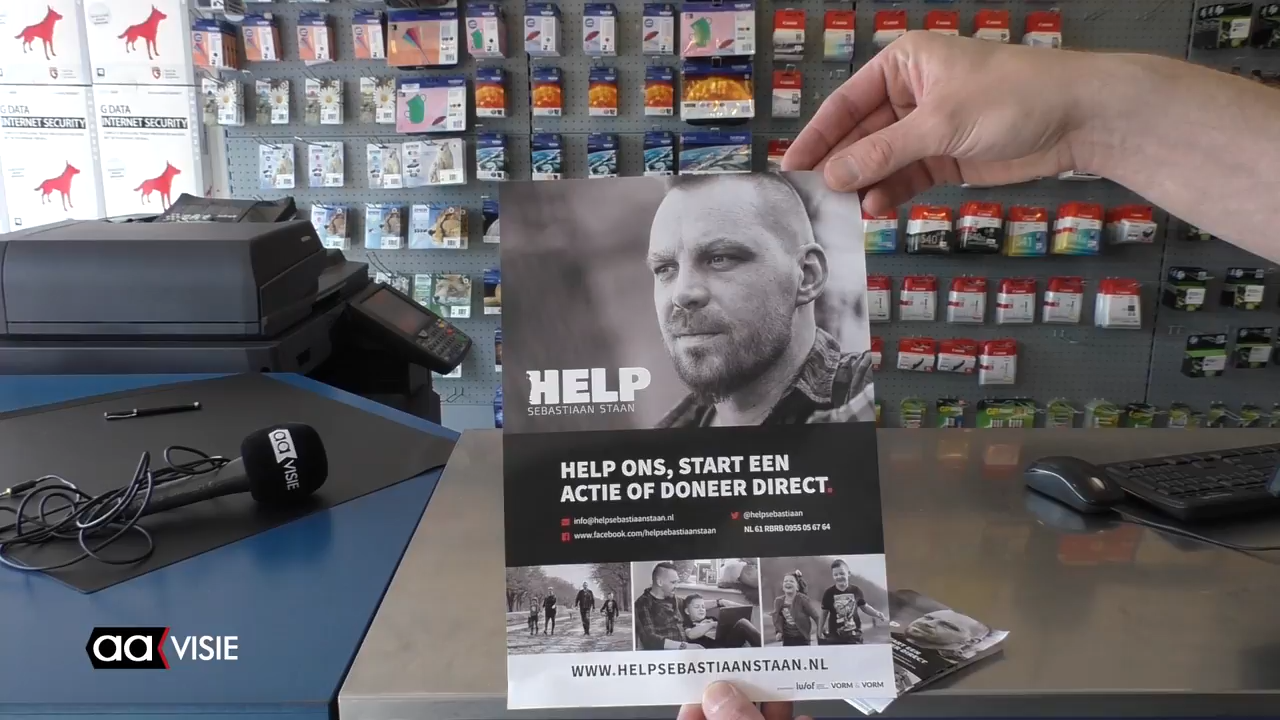 G DATA
INTERNET SECURITY
G DATA
INTERNET SECURITY
HELP
SEBASTIAAN STAAN
HELP ONS, START EEN
ACTIE OF DONEER DIRECT.
info@helpsebastiaanstaan.nl
@helpsebastiaan
www.facebook.com/helpsebastiaanstaan
NL 61 RBRB 0955 05 67 64
WWW.HELPSEBASTIAANSTAAN.NL
VORM VORM
aa VISIE
aa VISIE